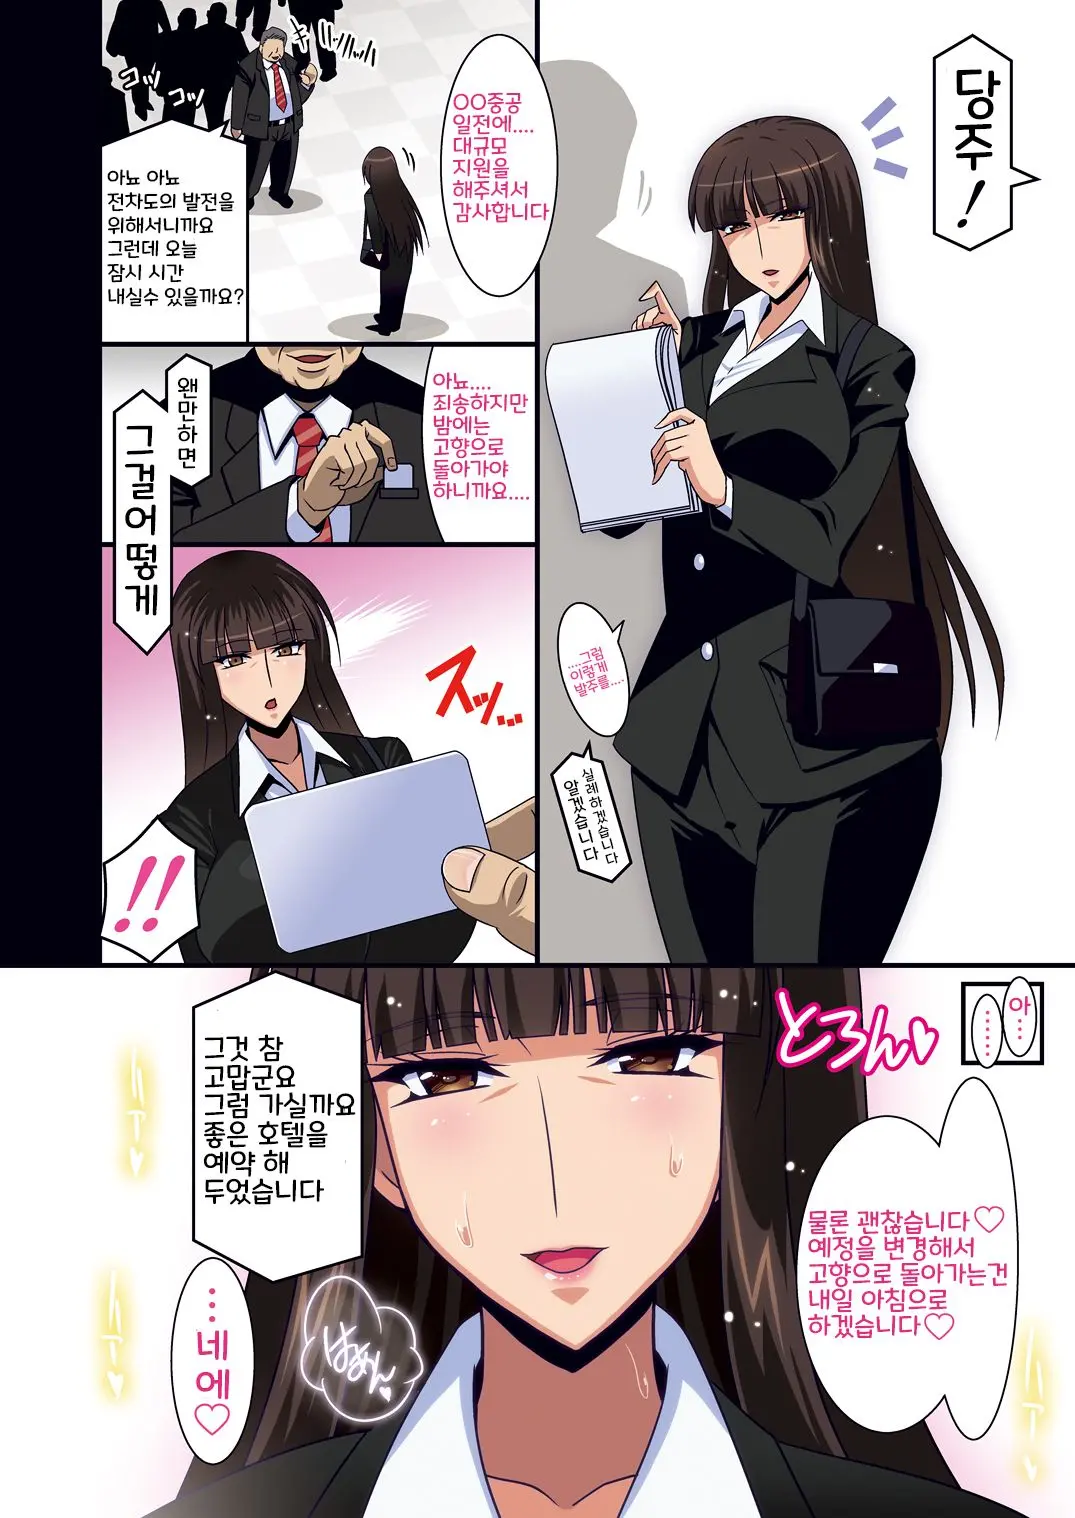 당주!
....그럼
이렇게
발주를....
실례하겠습니다
알겠습니다
○○중공
일전에....
대규모
지원을
해주셔서
감사합니다
コッ
コッ
아뇨 아뇨
전차도의 발전을
위해서니까요
그런데 오늘
잠시 시간
내실수 있을까요?
아뇨....
죄송하지만
밤에는
고향으로
돌아가야
하니까요....
왠만하면
그걸어떻게
スッ...
!!
아...
......
とろん♡
물론 괜찮습니다♡
예정을 변경해서
고향으로 돌아가는건
내일 아침으로
하겠습니다♡
그것 참
고맙군요
그럼 가실까요
좋은 호텔을
예약 해
두었습니다
はぁん♥
...네에♡